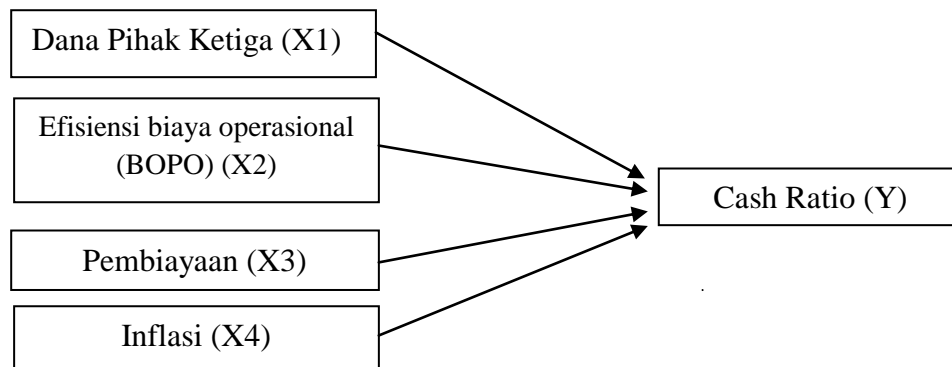 Dana Pihak Ketiga (X1)
Efisiensi biaya operasional
(BOPO) (X2)
Cash Ratio (Y)
Pembiayaan (X3)
Inflasi (X4)